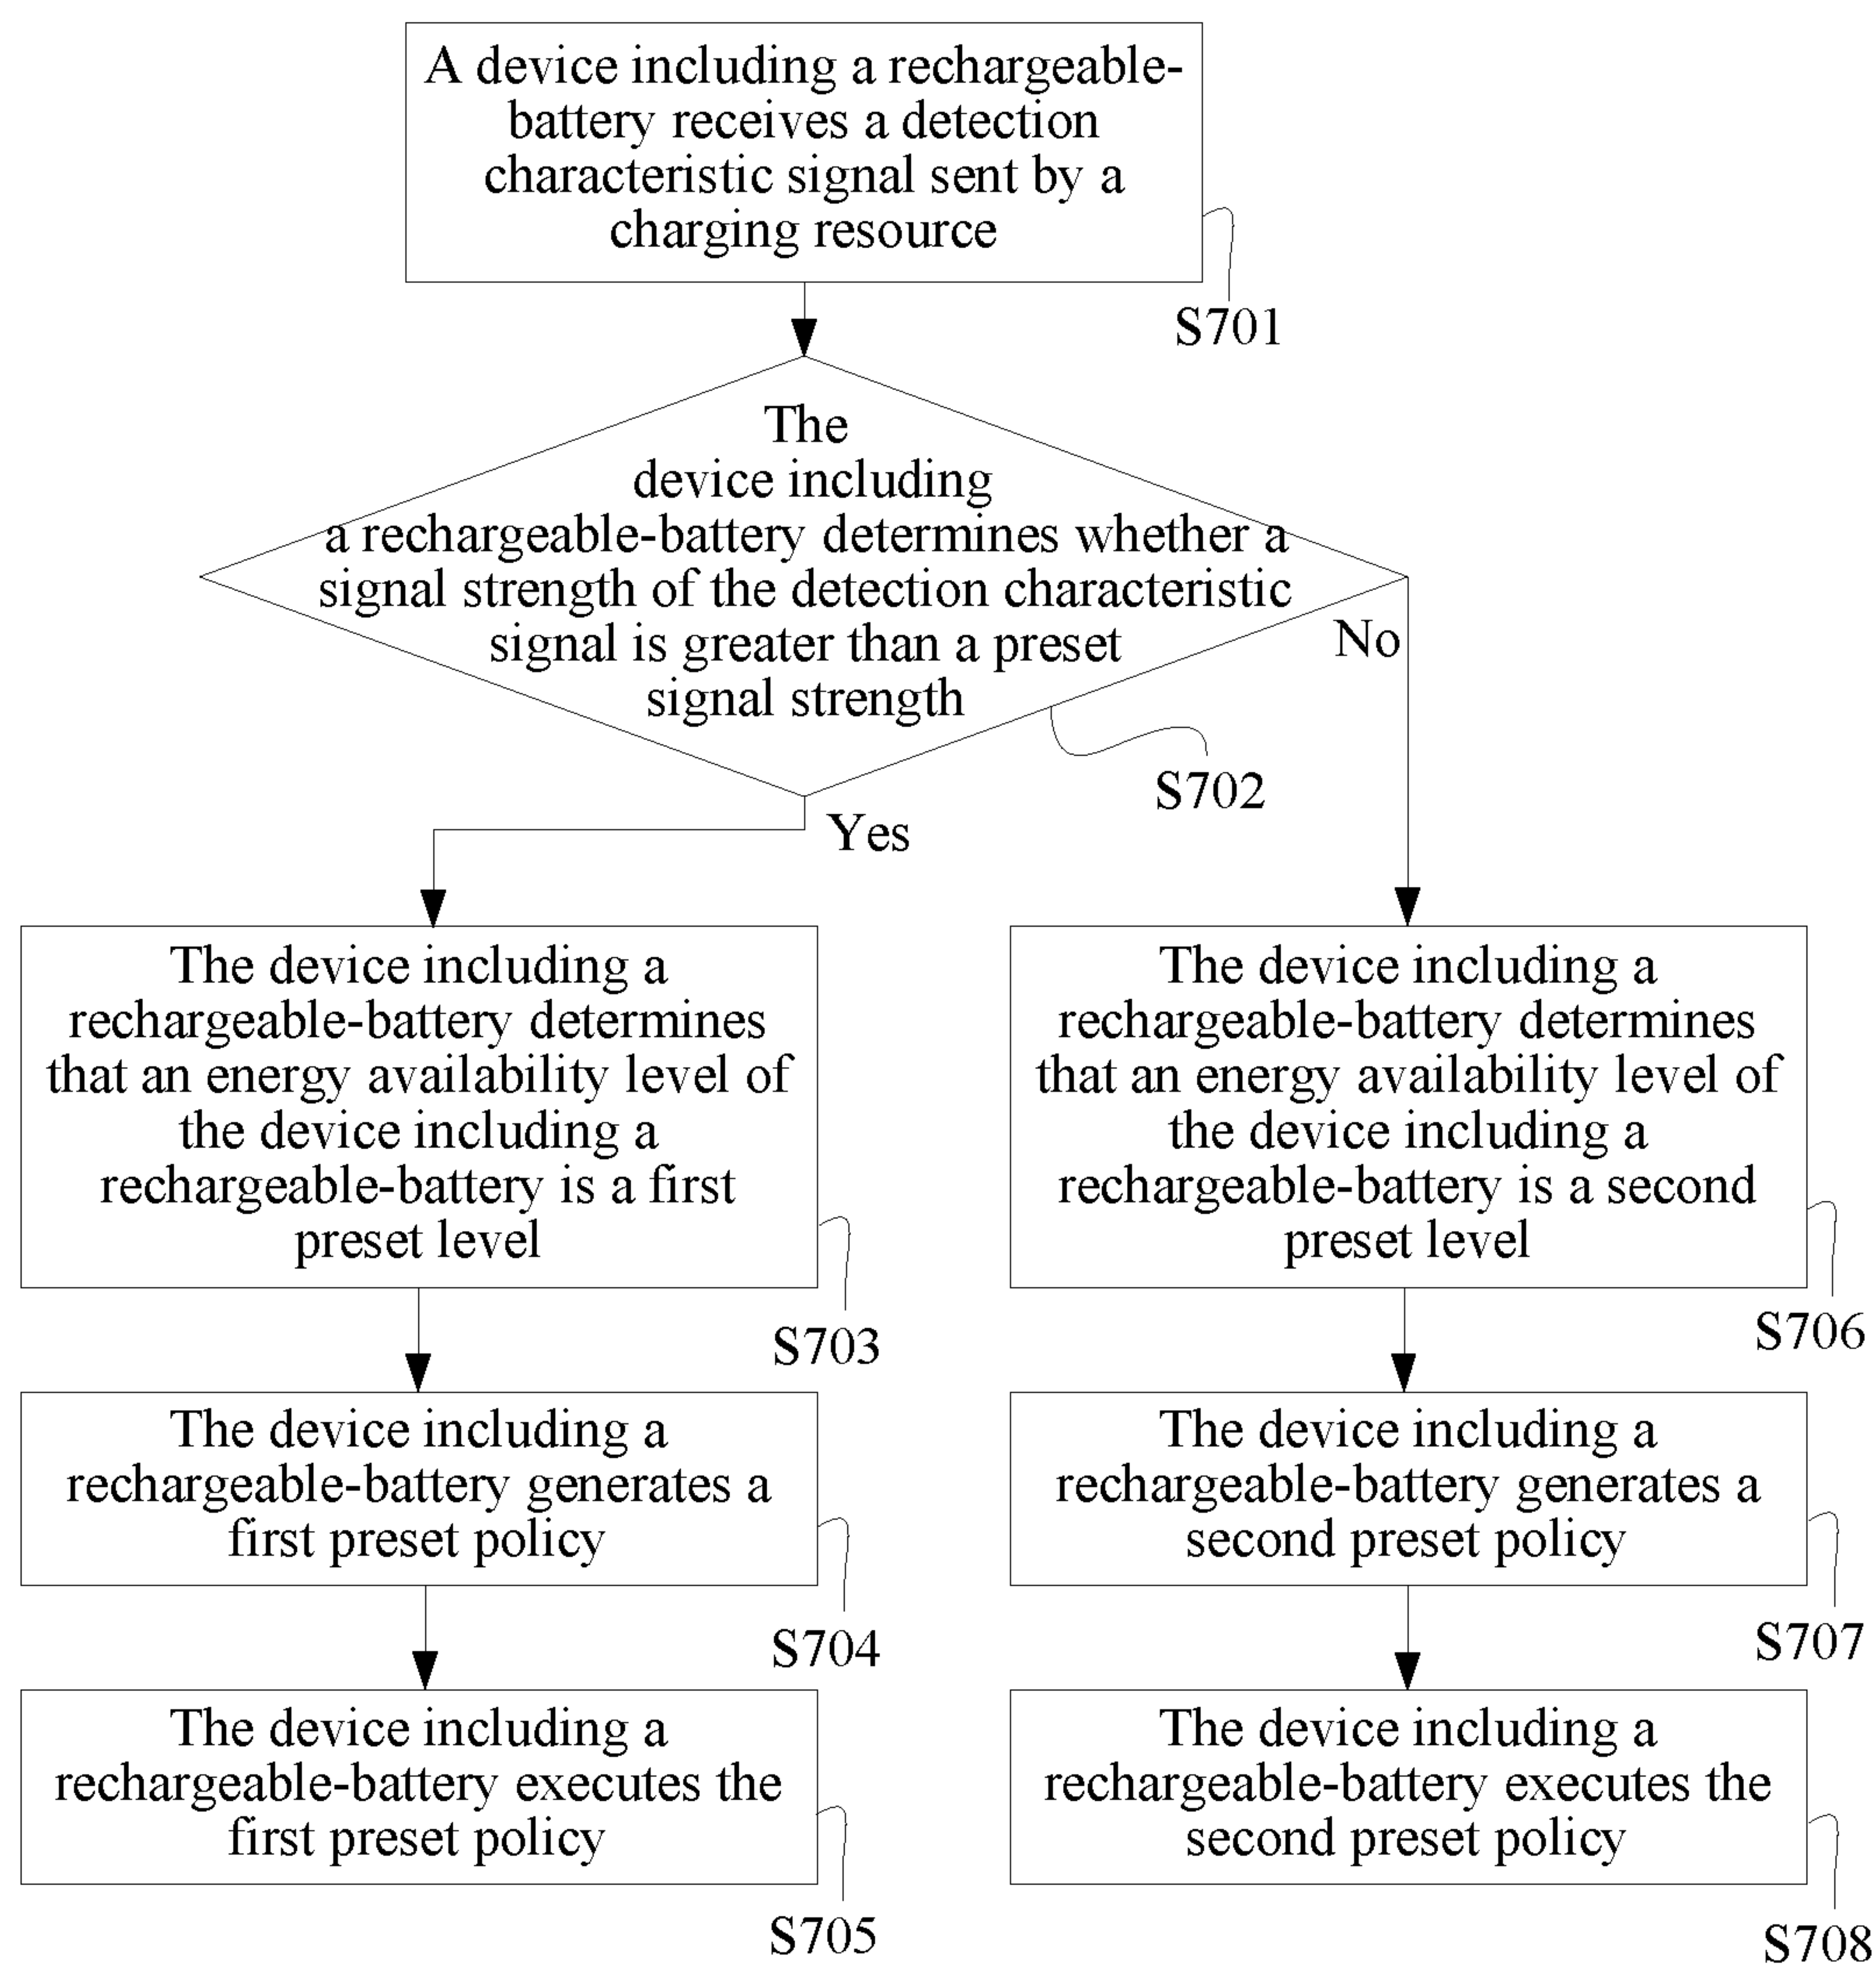 A device including a rechargeable-
battery receives a detection
characteristic signal sent by a
charging resource
S701
The
device including
a rechargeable-battery determines whether a
signal strength of the detection characteristic
signal is greater than a preset
signal strength
No
S702
Yes
The device including a
rechargeable-battery determines
that an energy availability level of
the device including a
rechargeable-battery is a first
preset level
S703
The device including a
rechargeable-battery generates a
first preset policy
S704
The device including a
rechargeable-battery executes the
first preset policy
S705
The device including a
rechargeable-battery determines
that an energy availability level of
the device including a
rechargeable-battery is a second
preset level
S706
The device including a
rechargeable-battery generates a
second preset policy
S707
The device including a
rechargeable-battery executes the
second preset policy
S708